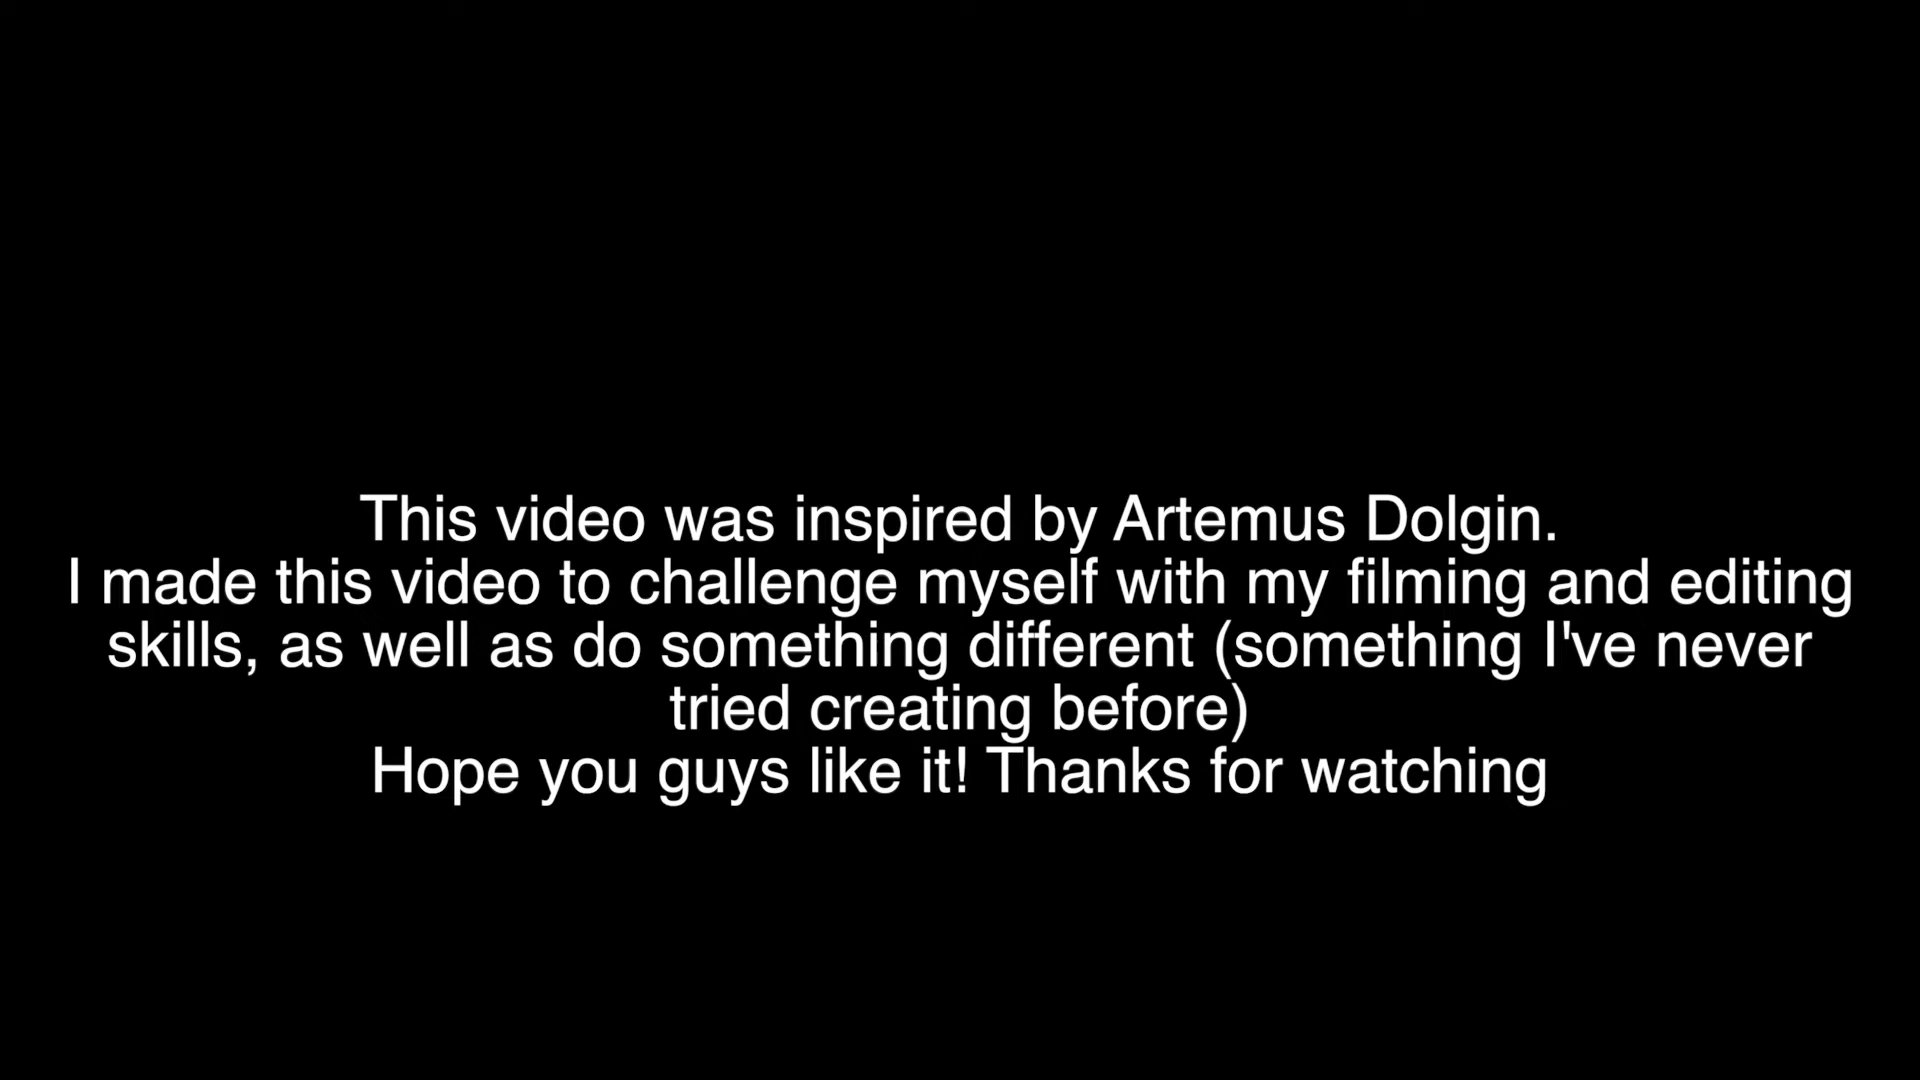 This video was inspired by Artemus Dolgin.
I made this video to challenge myself with my filming and editing
skills, as well as do something different (something I've never
tried creating before)
Hope you guys like it! Thanks for watching